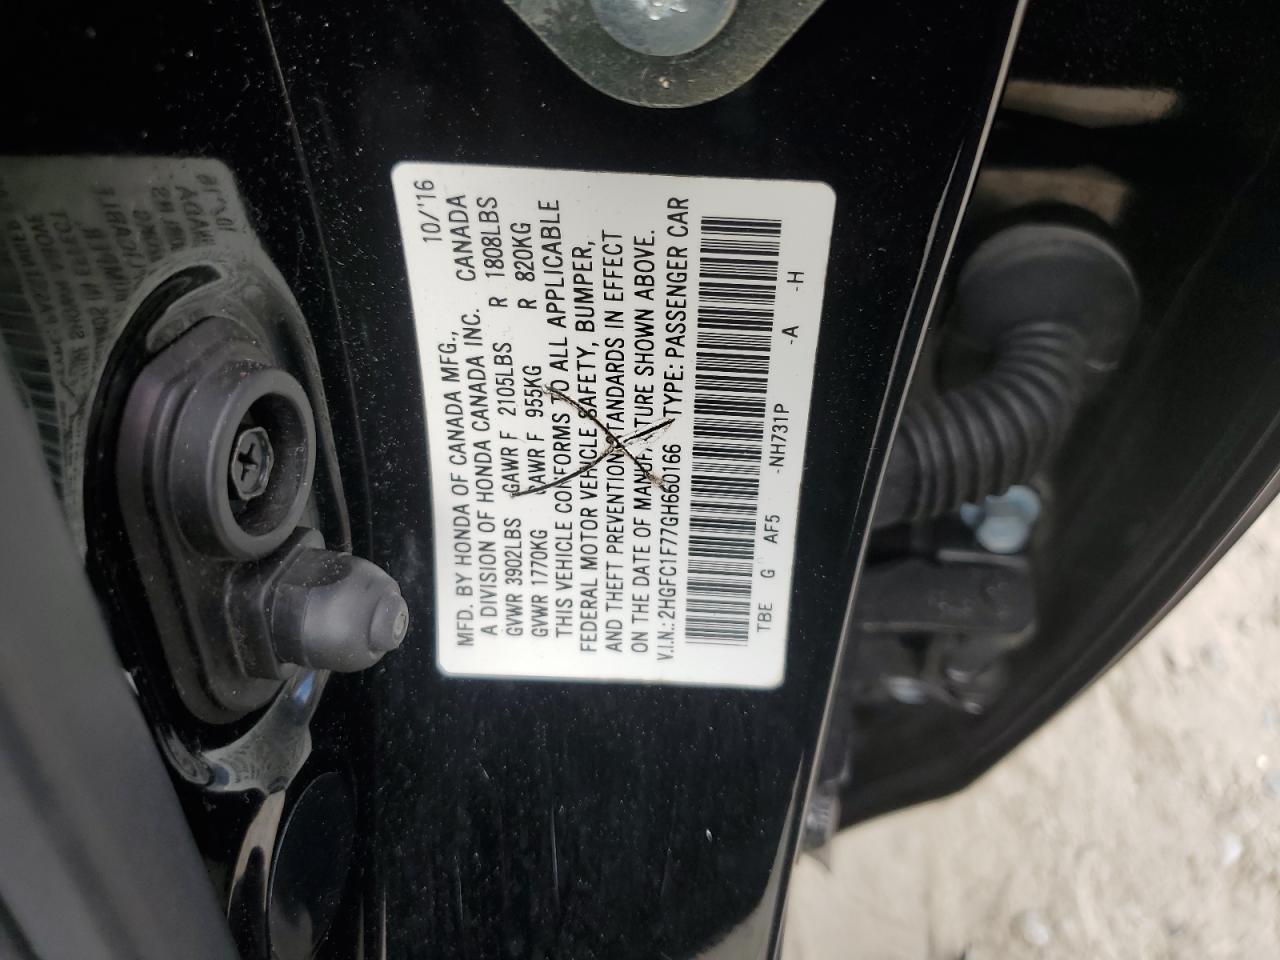 MFD. BY HONDA OF CANADA MFG., 10/'16
A DIVISION OF HONDA CANADA INC. CANADA
GVWR 3902LBS GAWR F 2105LBS R 1808LBS
GVWR 1770KG GAWR F 955KG R 820KG
THIS VEHICLE CONFORMS TO ALL APPLICABLE
FEDERAL MOTOR VEHICLE SAFETY, BUMPER,
AND THEFT PREVENTION STANDARDS IN EFFECT
ON THE DATE OF MANUFACTURE SHOWN ABOVE.
V.I.N.: 2HGFC1F77GH660166 TYPE: PASSENGER CAR
TBE G AF5 -NH731P -A -H